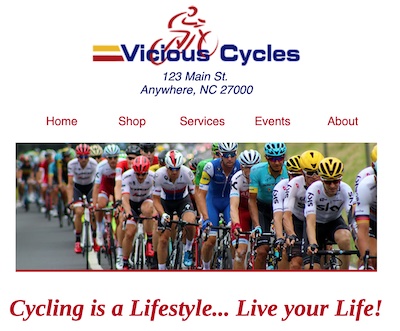 Vicious Cycles
123 Main St.
Anywhere, NC 27000
Home Shop Services Events About
sky
Cycling is a Lifestyle... Live your Life!